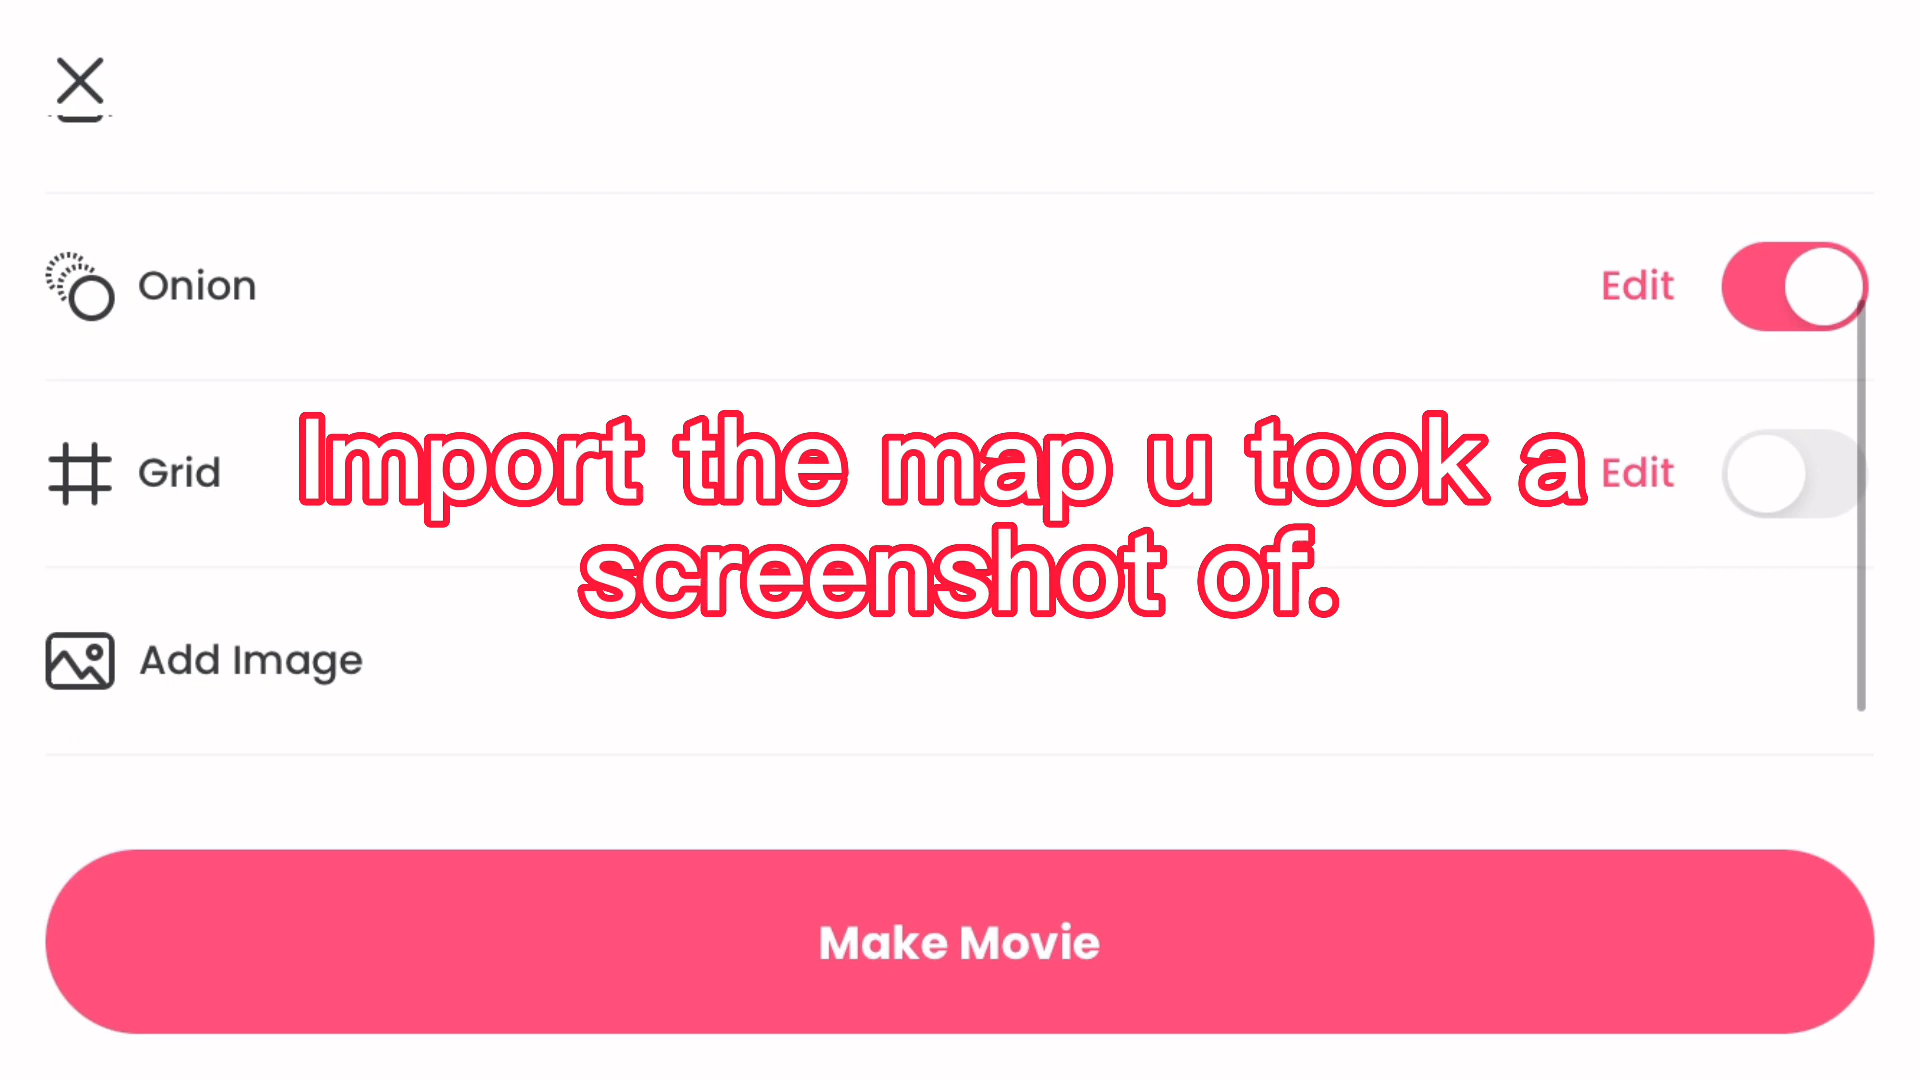 Onion Edit
Grid Edit
Import the map u took a
screenshot of.
Add Image
Make Movie